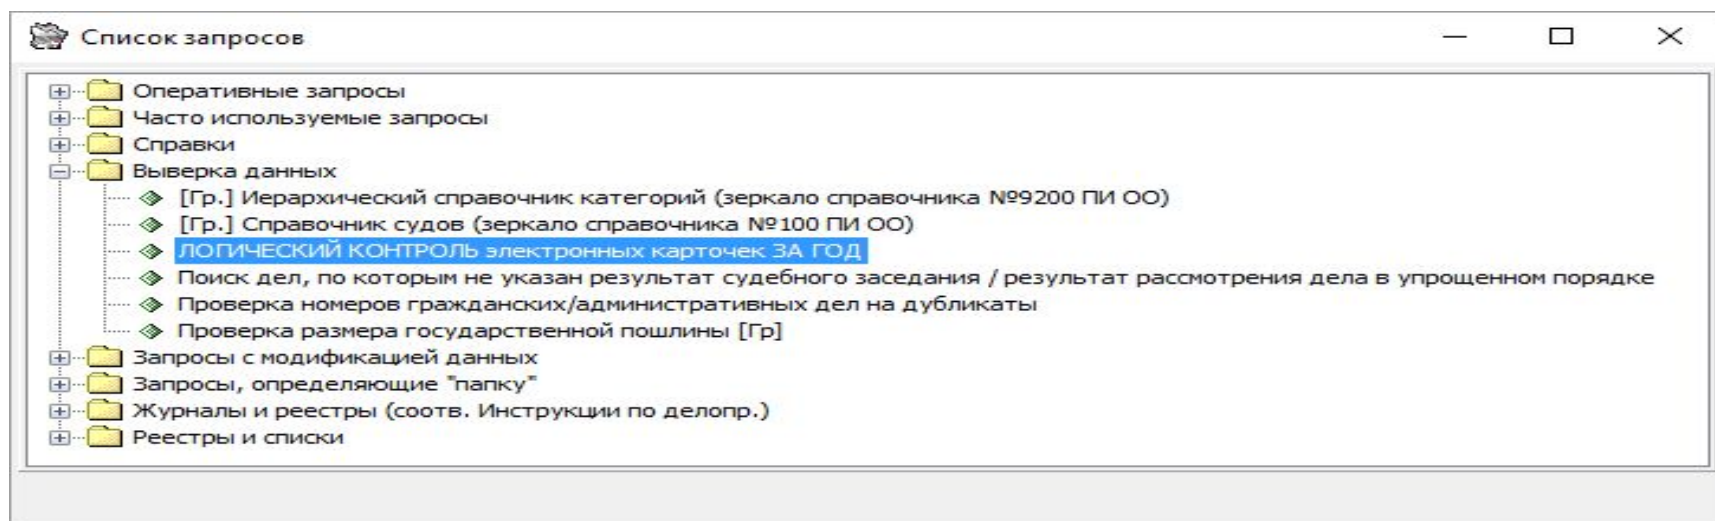 Список запросов
Оперативные запросы
Часто используемые запросы
Справки
Выверка данных
[Гр.] Иерархический справочник категорий (зеркало справочника №9200 ПИ ОО)
[Гр.] Справочник судов (зеркало справочника №100 ПИ ОО)
ЛОГИЧЕСКИЙ КОНТРОЛЬ электронных карточек ЗА ГОД
Поиск дел, по которым не указан результат судебного заседания / результат рассмотрения дела в упрощенном порядке
Проверка номеров гражданских/административных дел на дубликаты
Проверка размера государственной пошлины [Гр]
Запросы с модификацией данных
Запросы, определяющие "папку"
Журналы и реестры (соотв. Инструкции по делопр.)
Реестры и списки